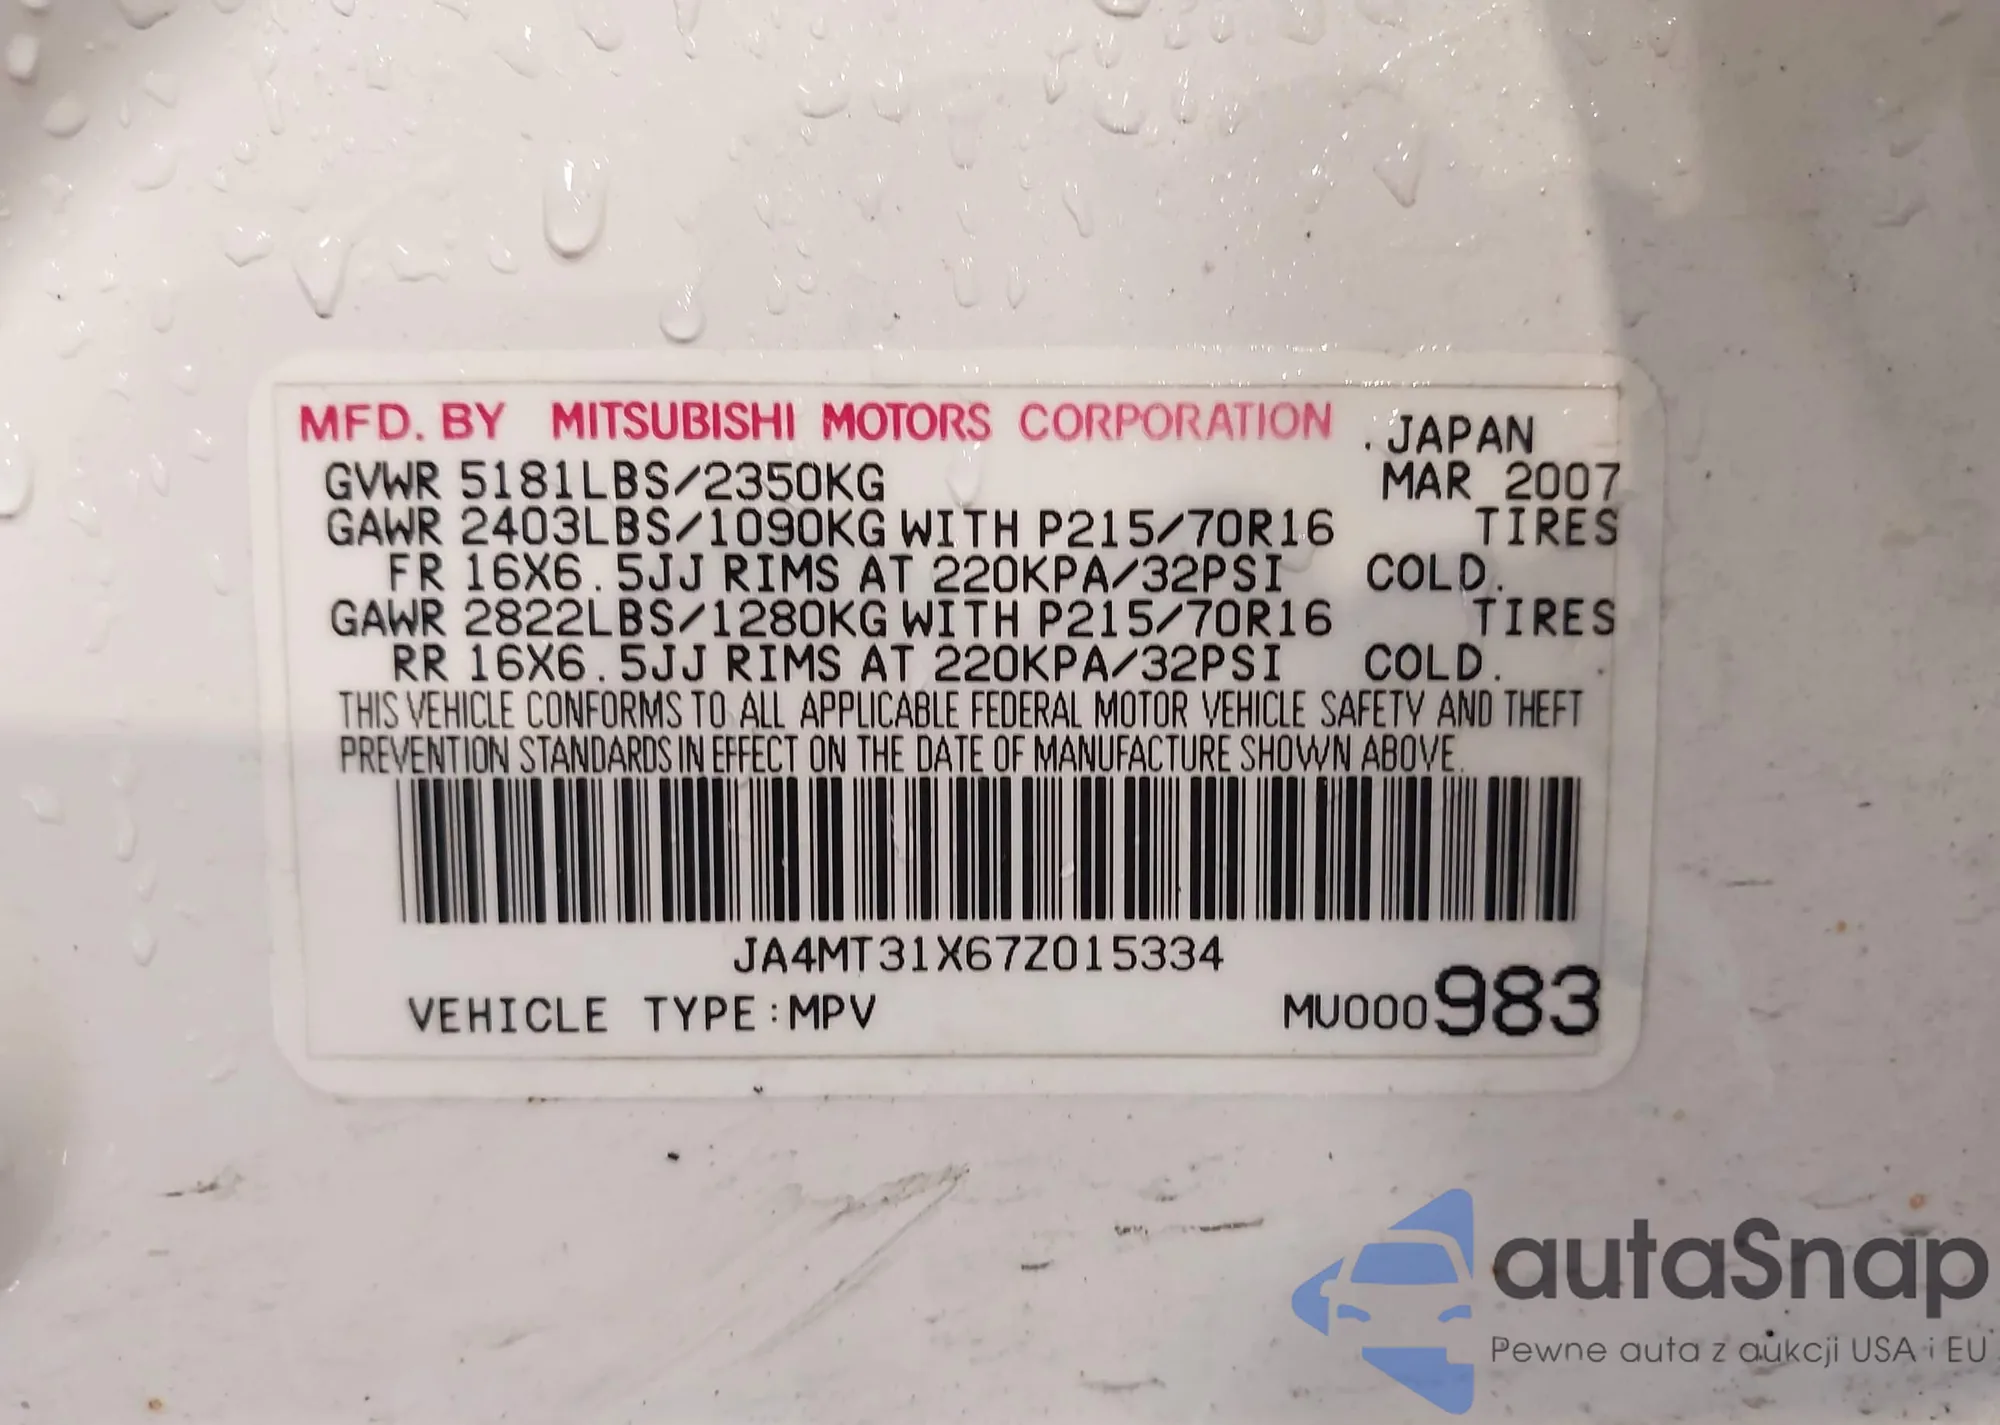 MFD. BY MITSUBISHI MOTORS CORPORATION .JAPAN
GVWR 5181LBS/2350KG MAR 2007
GAWR 2403LBS/1090KG WITH P215/70R16 TIRES
FR 16X6.5JJ RIMS AT 220KPA/32PSI COLD.
GAWR 2822LBS/1280KG WITH P215/70R16 TIRES
RR 16X6.5JJ RIMS AT 220KPA/32PSI COLD.
THIS VEHICLE CONFORMS TO ALL APPLICABLE FEDERAL MOTOR VEHICLE SAFETY AND THEFT
PREVENTION STANDARDS IN EFFECT ON THE DATE OF MANUFACTURE SHOWN ABOVE.
JA4MT31X67Z015334
VEHICLE TYPE:MPV MU000983
autaSnap
Pewne auta z aukcji USA i EU